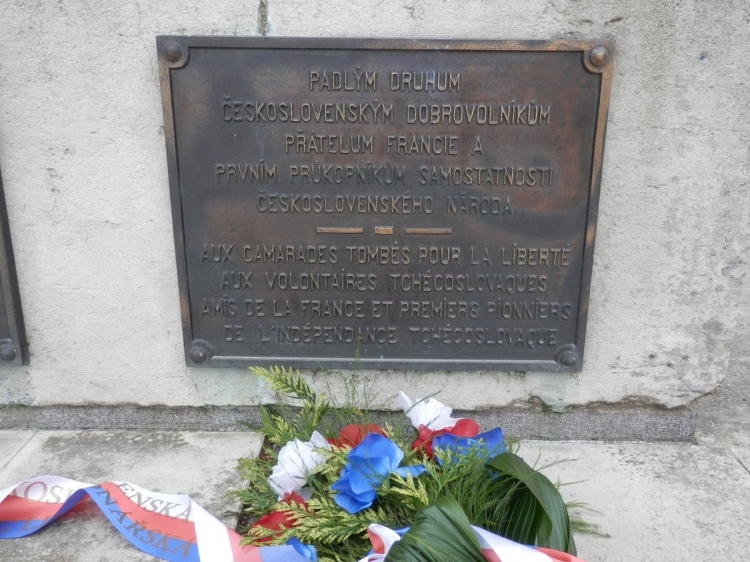 PADLÝM DRUHUM
ČESKOSLOVENSKÝM DOBROVOLNÍKŮM
PŘÁTELUM FRANCIE A
PRVNÍM PRŮKOPNÍKŮM SAMOSTATNOSTI
ČESKOSLOVENSKÉHO NÁRODA
AUX CAMARADES TOMBÉS POUR LA LIBERTÉ
AUX VOLONTAIRES TCHÉCOSLOVAQUES
AMIS DE LA FRANCE ET PREMIERS PIONNIERS
DE L'INDÉPENDANCE TCHÉCOSLOVAQUE